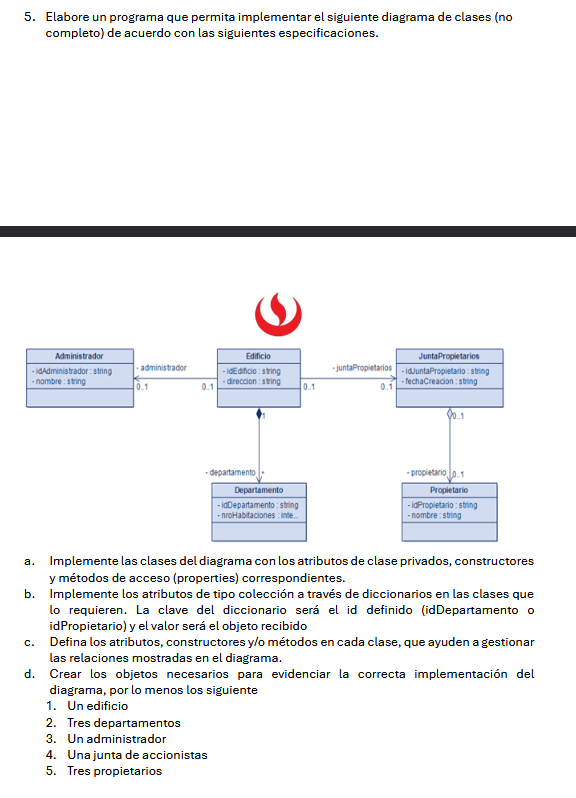 5. Elabore un programa que permita implementar el siguiente diagrama de clases (no
completo) de acuerdo con las siguientes especificaciones.
Administrador
- idAdministrador : string
- nombre : string
- administrador
0..1
0..1
Edificio
- idEdificio : string
- direccion : string
- juntaPropietarios
0..1
0..1
JuntaPropietarios
- idJuntaPropietario : string
- fechaCreacion : string
1
0..1
- departamento
*
- propietario
0..1
Departamento
- idDepartamento : string
- nroHabitaciones : inte...
Propietario
- idPropietario : string
- nombre : string
a. Implemente las clases del diagrama con los atributos de clase privados, constructores
y métodos de acceso (properties) correspondientes.
b. Implemente los atributos de tipo colección a través de diccionarios en las clases que
lo requieren. La clave del diccionario será el id definido (idDepartamento o
idPropietario) y el valor será el objeto recibido
c. Defina los atributos, constructores y/o métodos en cada clase, que ayuden a gestionar
las relaciones mostradas en el diagrama.
d. Crear los objetos necesarios para evidenciar la correcta implementación del
diagrama, por lo menos los siguiente
1. Un edificio
2. Tres departamentos
3. Un administrador
4. Una junta de accionistas
5. Tres propietarios